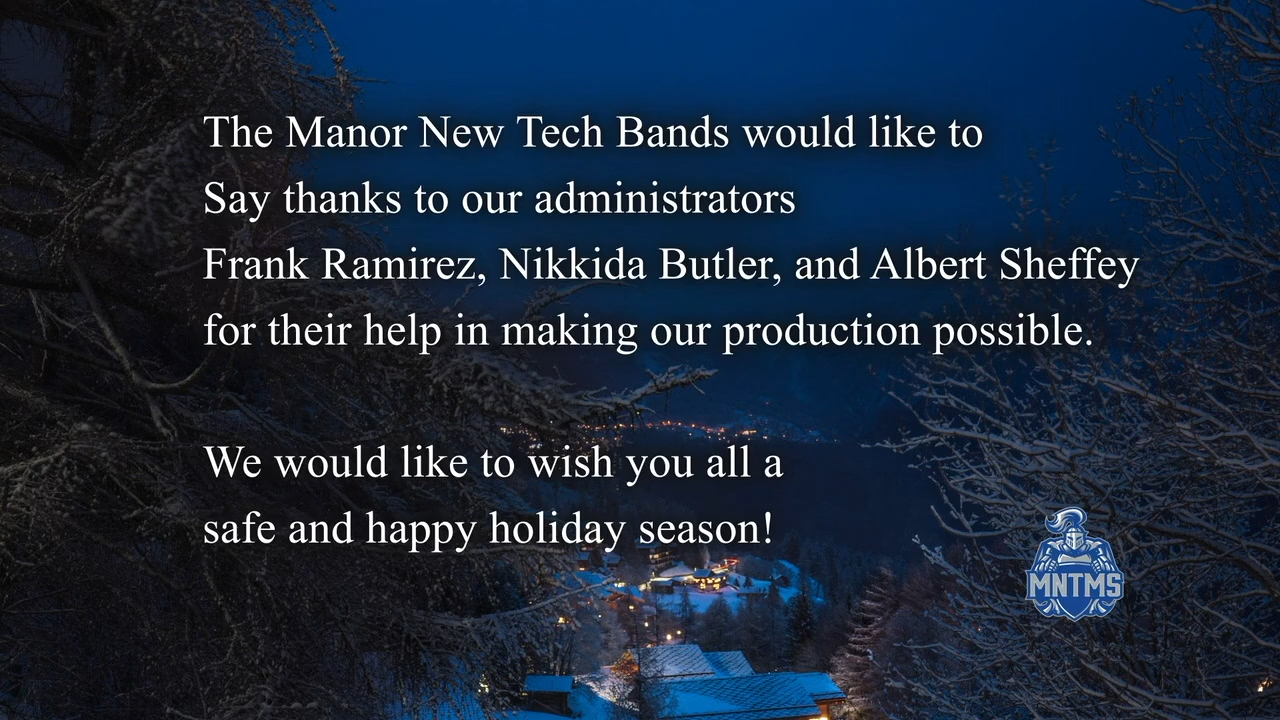 The Manor New Tech Bands would like to
Say thanks to our administrators
Frank Ramirez, Nikkida Butler, and Albert Sheffey
for their help in making our production possible.
We would like to wish you all a
safe and happy holiday season!
MNTMS